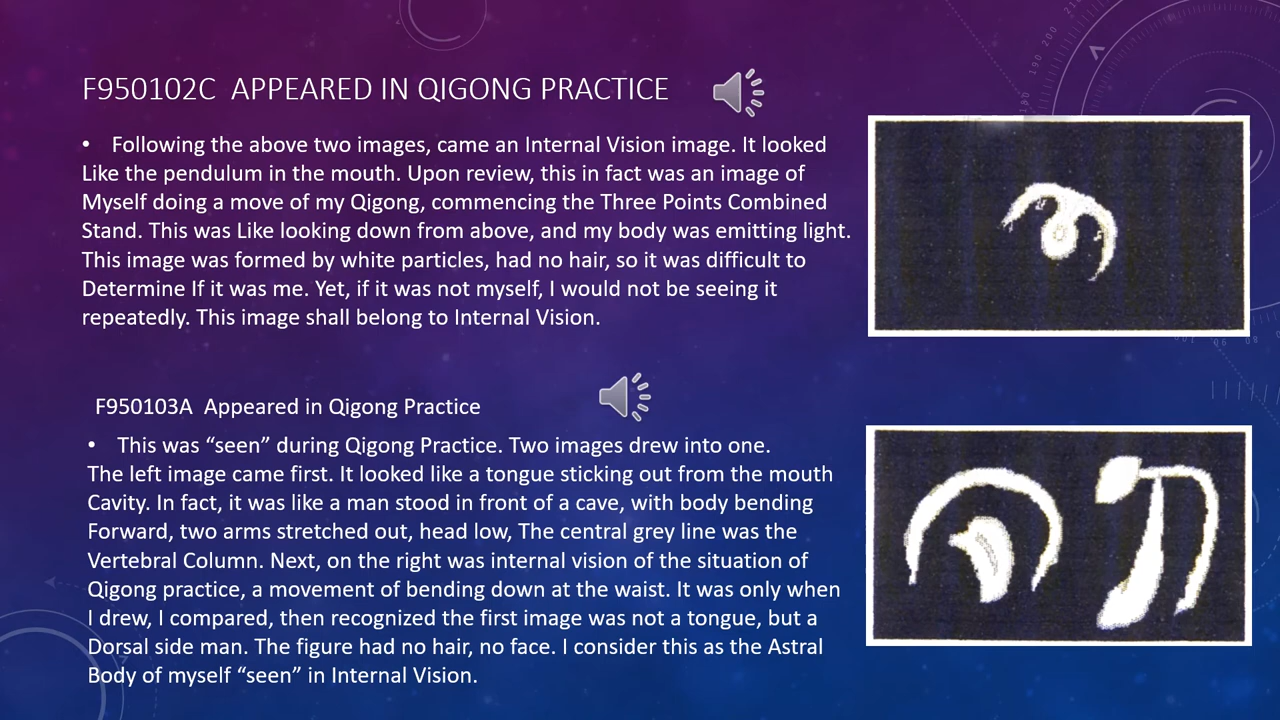 F950102C APPEARED IN QIGONG PRACTICE
• Following the above two images, came an Internal Vision image. It looked
Like the pendulum in the mouth. Upon review, this in fact was an image of
Myself doing a move of my Qigong, commencing the Three Points Combined
Stand. This was Like looking down from above, and my body was emitting light.
This image was formed by white particles, had no hair, so it was difficult to
Determine If it was me. Yet, if it was not myself, I would not be seeing it
repeatedly. This image shall belong to Internal Vision.
F950103A Appeared in Qigong Practice
• This was “seen” during Qigong Practice. Two images drew into one.
The left image came first. It looked like a tongue sticking out from the mouth
Cavity. In fact, it was like a man stood in front of a cave, with body bending
Forward, two arms stretched out, head low, The central grey line was the
Vertebral Column. Next, on the right was internal vision of the situation of
Qigong practice, a movement of bending down at the waist. It was only when
I drew, I compared, then recognized the first image was not a tongue, but a
Dorsal side man. The figure had no hair, no face. I consider this as the Astral
Body of myself “seen” in Internal Vision.
190 200